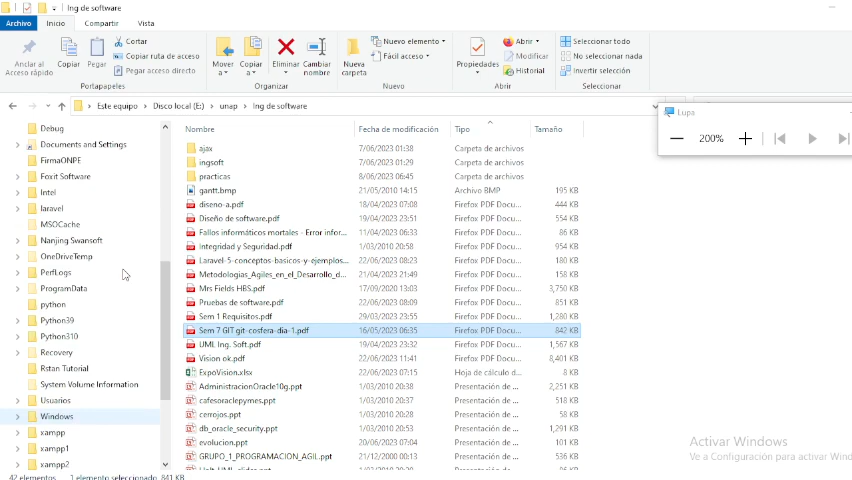 Ing de software
Archivo Inicio Compartir Vista
Anclar al Acceso rápido
Copiar
Pegar
Cortar
Copiar ruta de acceso
Pegar acceso directo
Mover a
Copiar a
Eliminar
Cambiar nombre
Nueva carpeta
Nuevo elemento
Fácil acceso
Propiedades
Abrir
Modificar
Historial
Seleccionar todo
No seleccionar nada
Invertir selección
Portapapeles Organizar Nuevo Abrir Seleccionar
Este equipo > Disco local (E:) > unap > Ing de software
Lupa
200%
Debug
Documents and Settings
FirmaONPE
Foxit Software
Intel
laravel
MSOCache
Nanjing Swansoft
OneDriveTemp
PerfLogs
ProgramData
python
Python39
Python310
Recovery
Rstan Tutorial
System Volume Information
Usuarios
Windows
xampp
xampp1
xampp2
Nombre Fecha de modificación Tipo Tamaño
ajax 7/06/2023 01:38 Carpeta de archivos
ingsoft 7/06/2023 01:29 Carpeta de archivos
practicas 8/06/2023 06:45 Carpeta de archivos
gantt.bmp 21/05/2010 14:15 Archivo BMP 195 KB
diseno-a.pdf 18/04/2023 07:08 Firefox PDF Docu... 444 KB
Diseño de software.pdf 19/04/2023 23:51 Firefox PDF Docu... 554 KB
Fallos informáticos mortales - Error infor... 11/04/2023 06:33 Firefox PDF Docu... 86 KB
Integridad y Seguridad.pdf 1/03/2010 20:58 Firefox PDF Docu... 954 KB
Laravel-5-conceptos-basicos-y-ejemplos... 22/06/2023 08:23 Firefox PDF Docu... 180 KB
Metodologias_Agiles_en_el_Desarrollo_d... 21/04/2023 21:49 Firefox PDF Docu... 158 KB
Mrs Fields HBS.pdf 17/09/2020 13:03 Firefox PDF Docu... 3,750 KB
Pruebas de software.pdf 22/06/2023 08:09 Firefox PDF Docu... 851 KB
Sem 1 Requisitos.pdf 29/03/2023 23:55 Firefox PDF Docu... 1,280 KB
Sem 7 GIT git-cosfera-dia-1.pdf 16/05/2023 06:35 Firefox PDF Docu... 842 KB
UML Ing. Soft.pdf 19/04/2023 23:32 Firefox PDF Docu... 1,567 KB
Vision ok.pdf 22/06/2023 11:41 Firefox PDF Docu... 8,401 KB
ExpoVision.xlsx 22/06/2023 07:15 Hoja de cálculo d... 8 KB
AdministracionOracle10g.ppt 1/03/2010 20:38 Presentación de ... 2,251 KB
cafesoraclepymes.ppt 1/03/2010 20:37 Presentación de ... 518 KB
cerrojos.ppt 1/03/2010 20:28 Presentación de ... 58 KB
db_oracle_security.ppt 1/03/2010 20:53 Presentación de ... 1,291 KB
evolucion.ppt 20/06/2023 07:04 Presentación de ... 101 KB
GRUPO_1_PROGRAMACION_AGIL.ppt 21/12/2000 00:13 Presentación de ... 536 KB
42 elementos 1 elemento seleccionado 841 KB
Activar Windows
Ve a Configuración para activar Wind